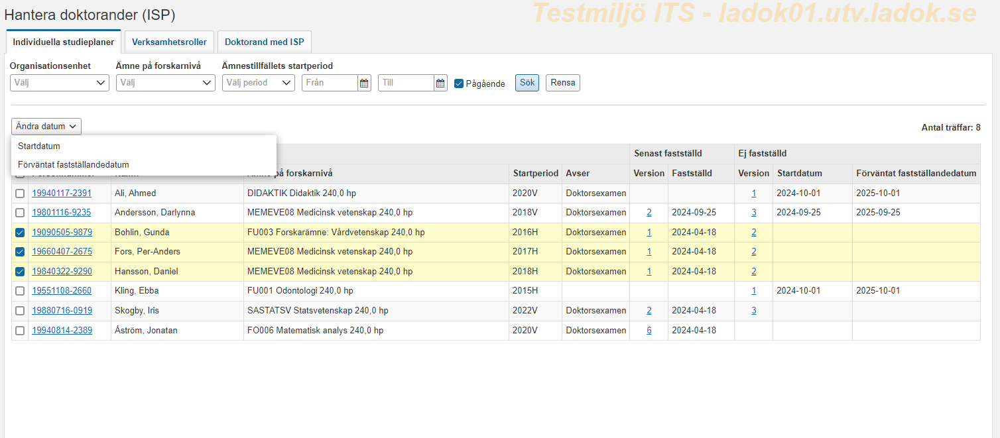 Testmiljö ITS - ladok01.utv.ladok.se
Hantera doktorander (ISP)
Individuella studieplaner Verksamhetsroller Doktorand med ISP
Organisationsenhet Ämne på forskarnivå Ämnestillfällets startperiod
Välj Välj Välj period Från Till Pågående Sök Rensa
Ändra datum Antal träffar: 8
Startdatum
Förväntat fastställandedatum
Senast fastställd Ej fastställd
på forskarnivå Startperiod Avser Version Fastställd Version Startdatum Förväntat fastställandedatum
19940117-2391 Ali, Ahmed DIDAKTIK Didaktik 240,0 hp 2020V Doktorsexamen 1 2024-10-01 2025-10-01
19801116-9235 Andersson, Darlynna MEMEVE08 Medicinsk vetenskap 240,0 hp 2018V Doktorsexamen 2 2024-09-25 3 2024-09-25 2025-09-25
19090505-9879 Bohlin, Gunda FU003 Forskarämne: Vårdvetenskap 240,0 hp 2016H Doktorsexamen 1 2024-04-18 2
19660407-2675 Fors, Per-Anders MEMEVE08 Medicinsk vetenskap 240,0 hp 2017H Doktorsexamen 1 2024-04-18 2
19840322-9290 Hansson, Daniel MEMEVE08 Medicinsk vetenskap 240,0 hp 2018H Doktorsexamen 1 2024-04-18 2
19551108-2660 Kling, Ebba FU001 Odontologi 240,0 hp 2015H 1 2024-10-01 2025-10-01
19880716-0919 Skogby, Iris SASTATSV Statsvetenskap 240,0 hp 2022V Doktorsexamen 2 2024-04-18 3
19940814-2389 Åström, Jonatan FO006 Matematisk analys 240,0 hp 2020V Doktorsexamen 6 2024-04-18